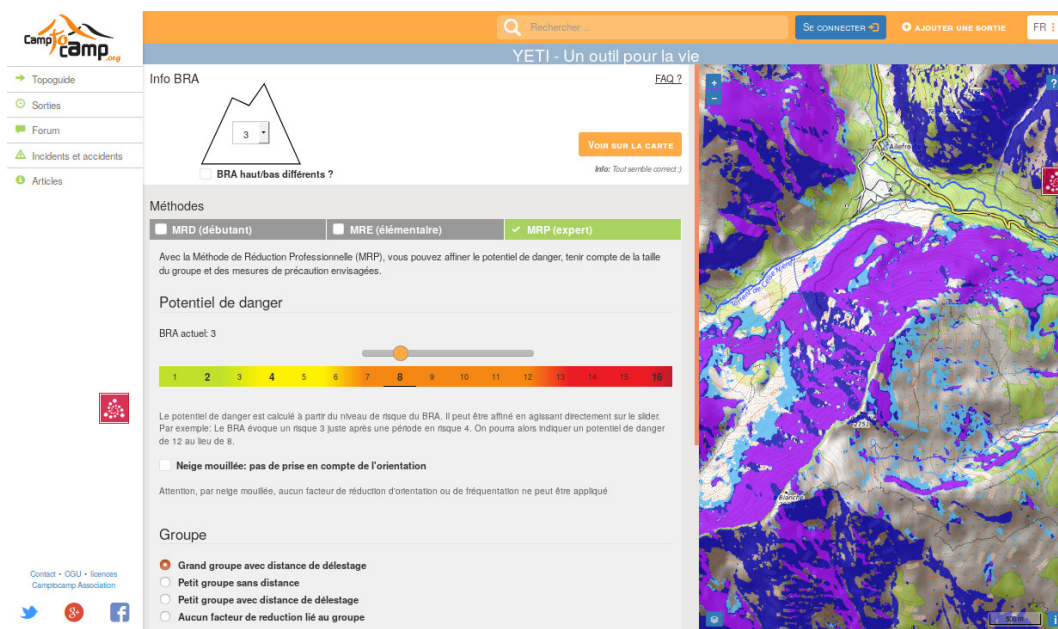 Camp to camp.org
Rechercher ...
SE CONNECTER
AJOUTER UNE SORTIE
FR
YETI - Un outil pour la vie
Topoguide
Sorties
Forum
Incidents et accidents
Articles
Info BRA
FAQ ?
3
VOIR SUR LA CARTE
BRA haut/bas différents ?
Info: Tout semble correct :)
Méthodes
MRD (débutant)
MRE (élémentaire)
MRP (expert)
Avec la Méthode de Réduction Professionnelle (MRP), vous pouvez affiner le potentiel de danger, tenir compte de la taille
du groupe et des mesures de précaution envisagées.
Potentiel de danger
BRA actuel: 3
1 2 3 4 5 6 7 8 9 10 11 12 13 14 15 16
Le potentiel de danger est calculé à partir du niveau de risque du BRA. Il peut être affiné en agissant directement sur le slider.
Par exemple: Le BRA évoque un risque 3 juste après une période en risque 4. On pourra alors indiquer un potentiel de danger
de 12 au lieu de 8.
Neige mouillée: pas de prise en compte de l'orientation
Attention, par neige mouillée, aucun facteur de réduction d'orientation ou de fréquentation ne peut être appliqué
Groupe
Grand groupe avec distance de délestage
Petit groupe sans distance
Petit groupe avec distance de délestage
Aucun facteur de reduction lié au groupe
Contact • CGU • licences
Camptocamp Association
+
−
?
Torrent de Celse Nière
2753
Blanche
500 m